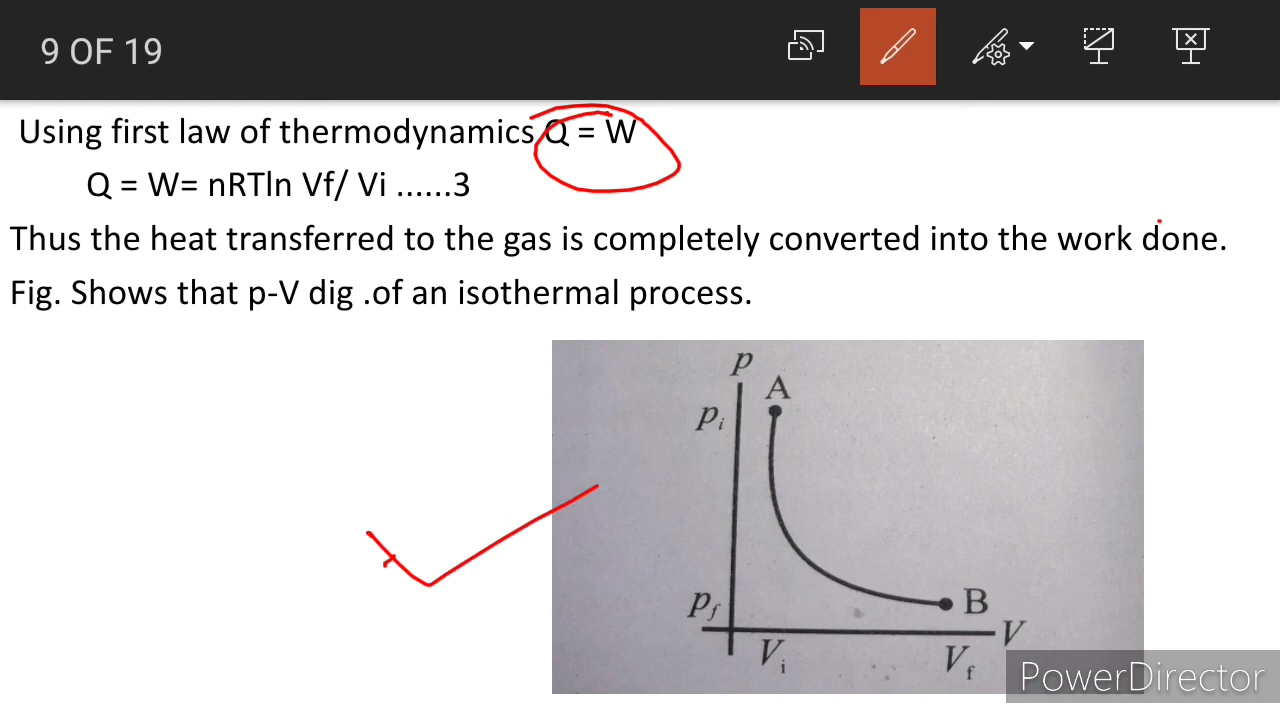 9 OF 19
Using first law of thermodynamics Q = W
Q = W= nRTln Vf/ Vi ......3
Thus the heat transferred to the gas is completely converted into the work done.
Fig. Shows that p-V dig .of an isothermal process.
p
A
pi
pf
B
V
Vi
Vf
PowerDirector